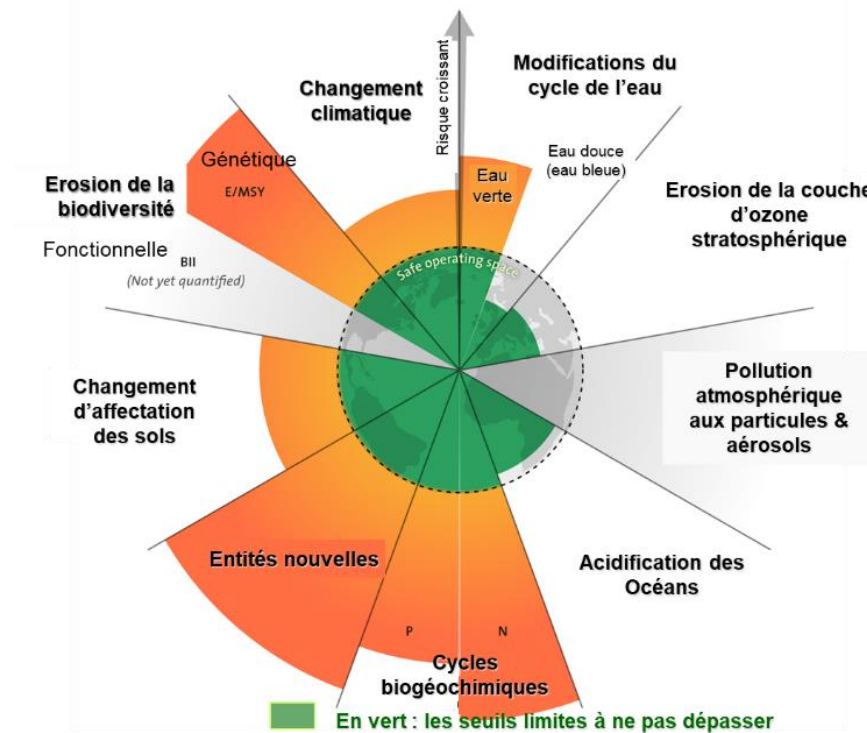 Changement
climatique
Risque croissant
Modifications du
cycle de l'eau
Eau douce
(eau bleue)
Eau
verte
Erosion de la couche
d'ozone
stratosphérique
Génétique
E/MSY
Erosion de la
biodiversité
Fonctionnelle
BII
(Not yet quantified)
Safe operating space
Changement
d'affectation
des sols
Pollution
atmosphérique
aux particules &
aérosols
Entités nouvelles
Acidification des
Océans
P
N
Cycles
biogéochimiques
En vert : les seuils limites à ne pas dépasser